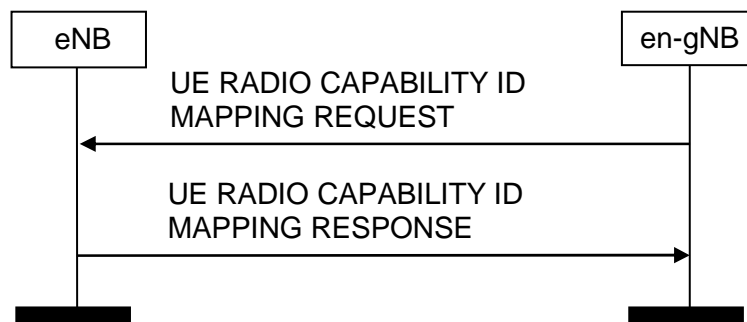 eNB
en-gNB
UE RADIO CAPABILITY ID
MAPPING REQUEST
UE RADIO CAPABILITY ID
MAPPING RESPONSE